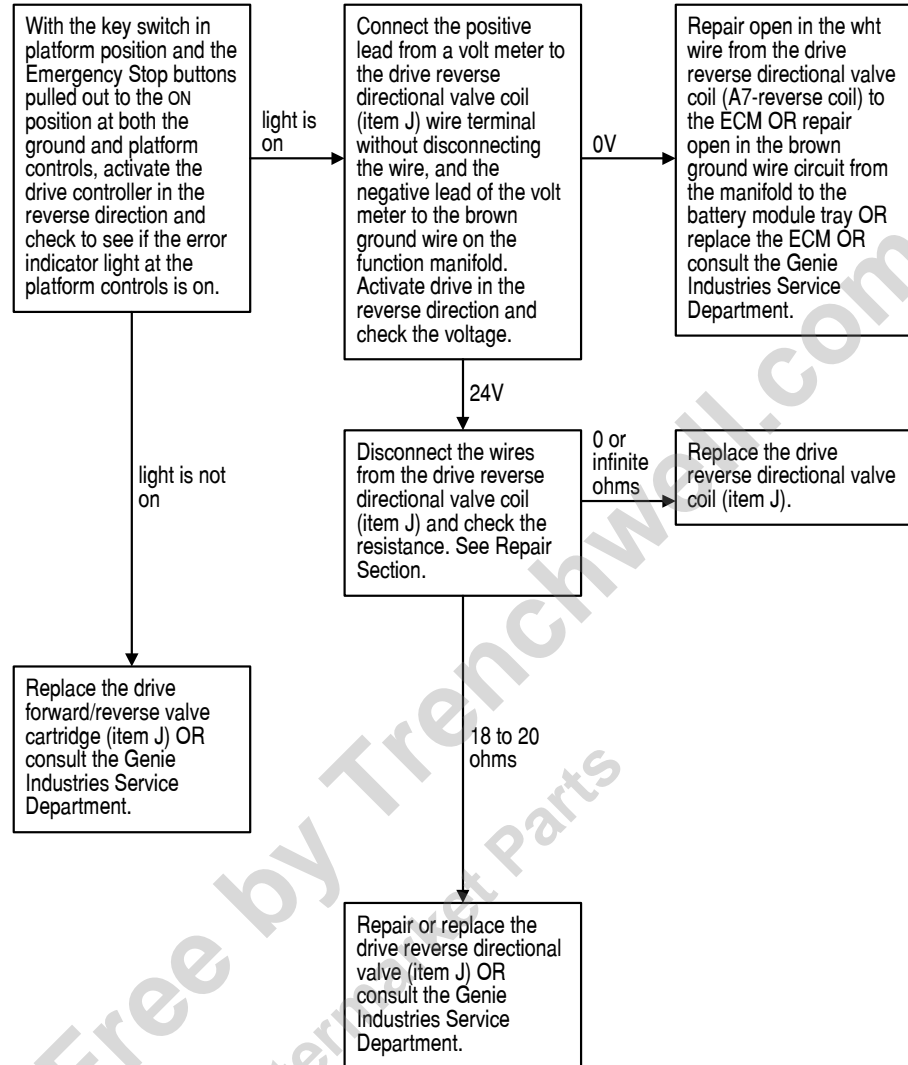 With the key switch in
platform position and the
Emergency Stop buttons
pulled out to the ON
position at both the
ground and platform
controls, activate the
drive controller in the
reverse direction and
check to see if the error
indicator light at the
platform controls is on.
light is
on
Connect the positive
lead from a volt meter to
the drive reverse
directional valve coil
(item J) wire terminal
without disconnecting
the wire, and the
negative lead of the volt
meter to the brown
ground wire on the
function manifold.
Activate drive in the
reverse direction and
check the voltage.
0V
Repair open in the wht
wire from the drive
reverse directional valve
coil (A7-reverse coil) to
the ECM OR repair
open in the brown
ground wire circuit from
the manifold to the
battery module tray OR
replace the ECM OR
consult the Genie
Industries Service
Department.
24V
light is not
on
Disconnect the wires
from the drive reverse
directional valve coil
(item J) and check the
resistance. See Repair
Section.
0 or
infinite
ohms
Replace the drive
reverse directional valve
coil (item J).
Replace the drive
forward/reverse valve
cartridge (item J) OR
consult the Genie
Industries Service
Department.
18 to 20
ohms
Repair or replace the
drive reverse directional
valve (item J) OR
consult the Genie
Industries Service
Department.
Free by Trenchwell.com
termarket Parts